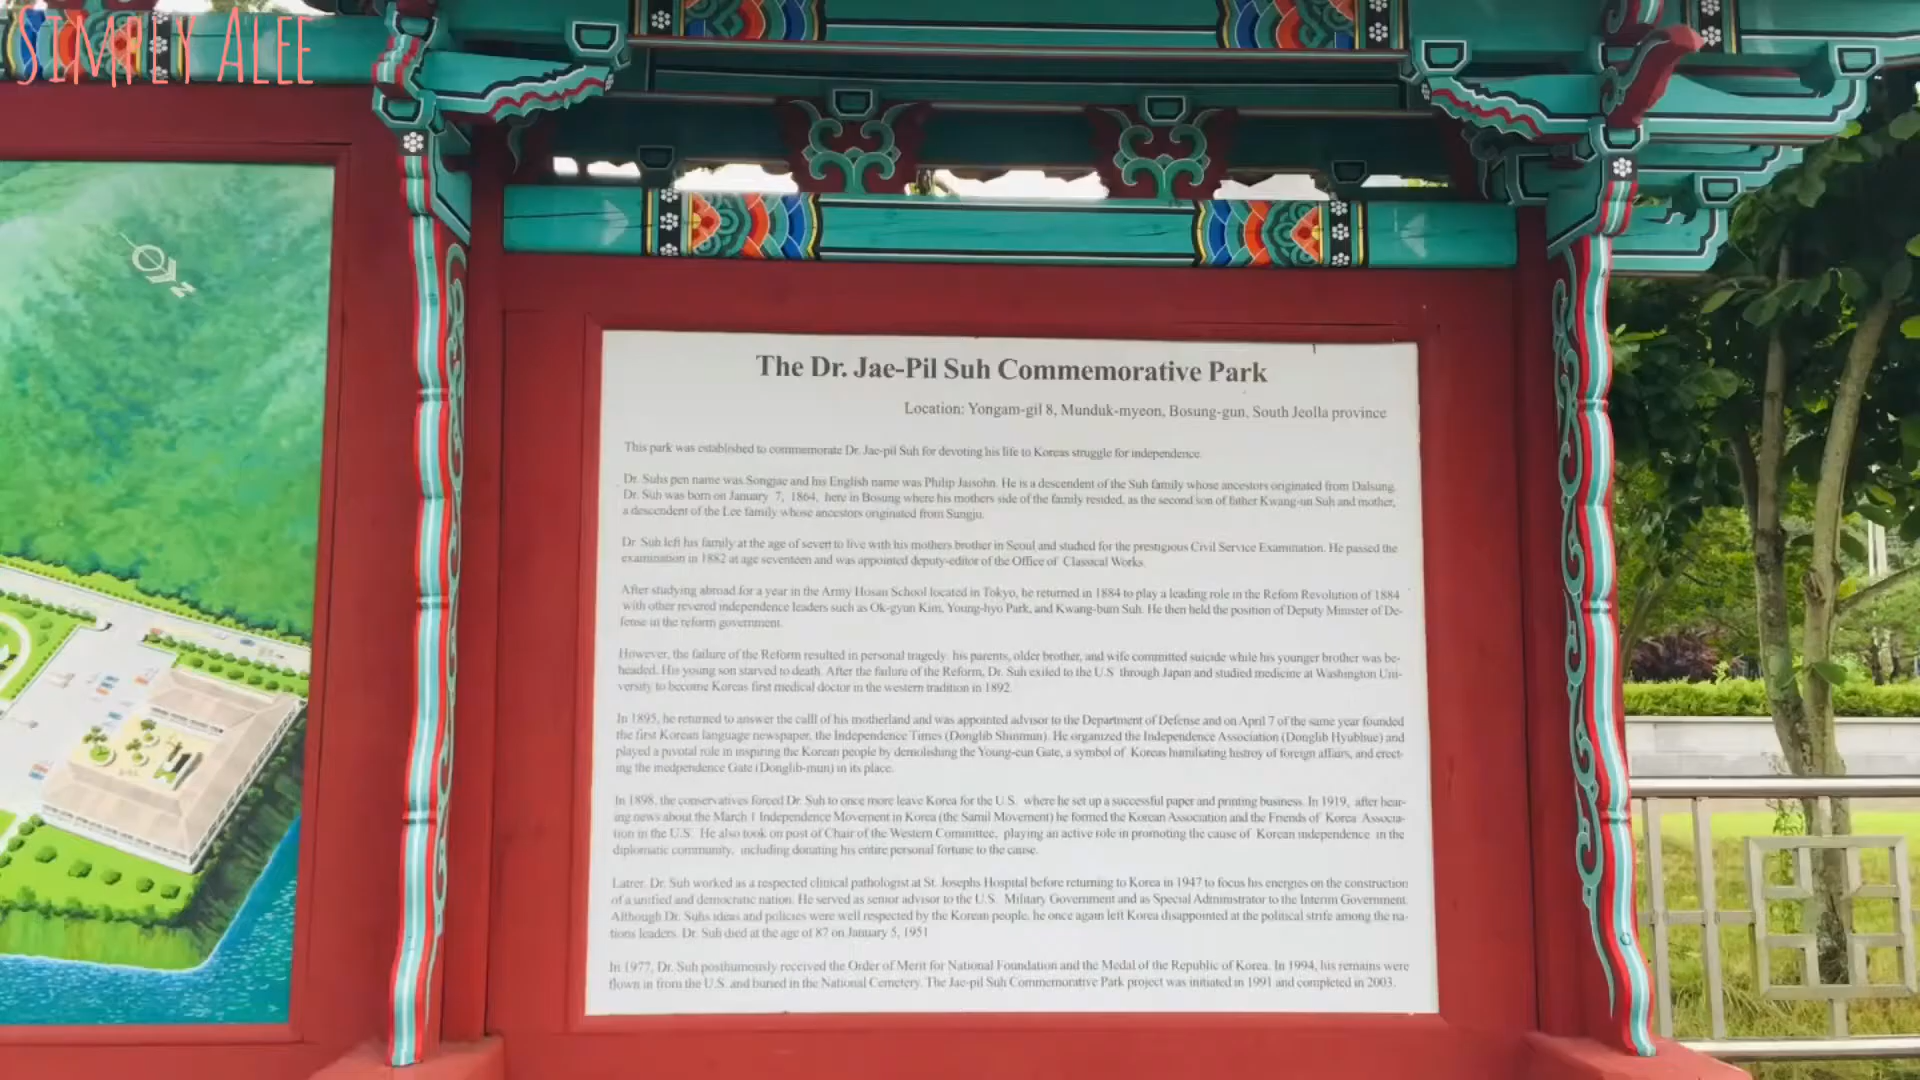 SIMPLY ALEE
The Dr. Jae-Pil Suh Commemorative Park
Location: Yongam-gil 8, Munduk-myeon, Bosung-gun, South Jeolla province
This park was established to commemorate Dr. Jae-pil Suh for devoting his life to Koreas struggle for independence.
Dr. Suhs pen name was Songjae and his English name was Philip Jaisohn. He is a descendent of the Suh family whose ancestors originated from Dalsung.
Dr. Suh was born on January 7, 1864, here in Bosung where his mothers side of the family resided, as the second son of father Kwang-un Suh and mother,
a descendent of the Lee family whose ancestors originated from Sungju.
Dr. Suh left his family at the age of seven to live with his mothers brother in Seoul and studied for the prestigious Civil Service Examination. He passed the
examination in 1882 at age seventeen and was appointed deputy-editor of the Office of Classical Works.
After studying abroad for a year in the Army Hosan School located in Tokyo, he returned in 1884 to play a leading role in the Refom Revolution of 1884
with other revered independence leaders such as Ok-gyun Kim, Young-hyo Park, and Kwang-bum Suh. He then held the position of Deputy Minister of De-
fense in the reform government.
However, the failure of the Reform resulted in personal tragedy: his parents, older brother, and wife committed suicide while his younger brother was be-
headed. His young son starved to death. After the failure of the Reform, Dr. Suh exiled to the U.S through Japan and studied medicine at Washington Uni-
versity to become Koreas first medical doctor in the western tradition in 1892.
In 1895, he returned to answer the calll of his motherland and was appointed advisor to the Department of Defense and on April 7 of the same year founded
the first Korean language newspaper, the Independence Times (Donglib Shinmun). He organized the Independence Association (Donglib Hyubhue) and
played a pivotal role in inspiring the Korean people by demolishing the Young-eun Gate, a symbol of Koreas humiliating histroy of foreign affairs, and erect-
ing the indpendence Gate (Donglib-mun) in its place.
In 1898, the conservatives forced Dr. Suh to once more leave Korea for the U.S. where he set up a successful paper and printing business. In 1919, after hear-
ing news about the March 1 Independence Movement in Korea (the Samil Movement) he formed the Korean Association and the Friends of Korea Associa-
tion in the U.S. He also took on post of Chair of the Western Committee, playing an active role in promoting the cause of Korean independence in the
diplomatic community, including donating his entire personal fortune to the cause.
Latrer, Dr. Suh worked as a respected clinical pathologist at St. Josephs Hospital before returning to Korea in 1947 to focus his energies on the construction
of a unified and democratic nation. He served as senior advisor to the U.S. Military Government and as Special Administrator to the Interim Government.
Although Dr. Suhs ideas and policies were well respected by the Korean people, he once again left Korea disappointed at the political strife among the na-
tions leaders. Dr. Suh died at the age of 87 on January 5, 1951
In 1977, Dr. Suh posthumously received the Order of Merit for National Foundation and the Medal of the Republic of Korea. In 1994, his remains were
flown in from the U.S. and buried in the National Cemetery. The Jae-pil Suh Commemorative Park project was initiated in 1991 and completed in 2003.